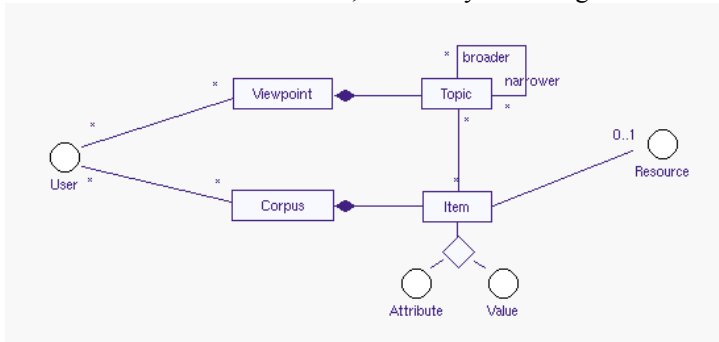 * broader
narrower
*
* Viewpoint Topic
*
*
0..1
User
*
*
*
Resource
Corpus Item
Attribute Value